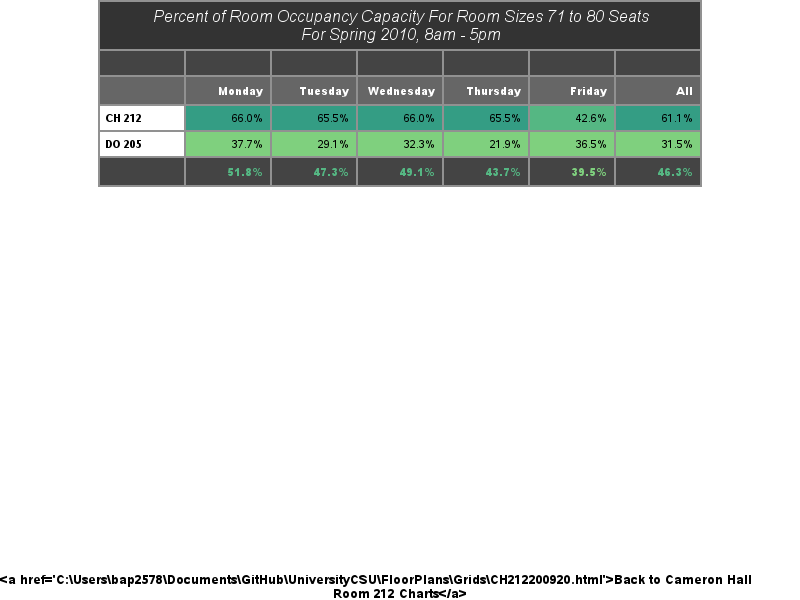 Percent of Room Occupancy Capacity For Room Sizes 71 to 80 Seats
For Spring 2010, 8am - 5pm
Monday Tuesday Wednesday Thursday Friday All
CH 212 66.0% 65.5% 66.0% 65.5% 42.6% 61.1%
DO 205 37.7% 29.1% 32.3% 21.9% 36.5% 31.5%
51.8% 47.3% 49.1% 43.7% 39.5% 46.3%
<a href='C:\Users\bap2578\Documents\GitHub\UniversityCSU\FloorPlans\Grids\CH212200920.html'>Back to Cameron Hall
Room 212 Charts</a>